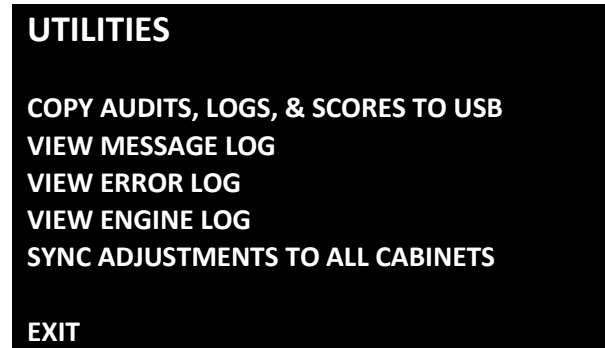 UTILITIES
COPY AUDITS, LOGS, & SCORES TO USB
VIEW MESSAGE LOG
VIEW ERROR LOG
VIEW ENGINE LOG
SYNC ADJUSTMENTS TO ALL CABINETS
EXIT